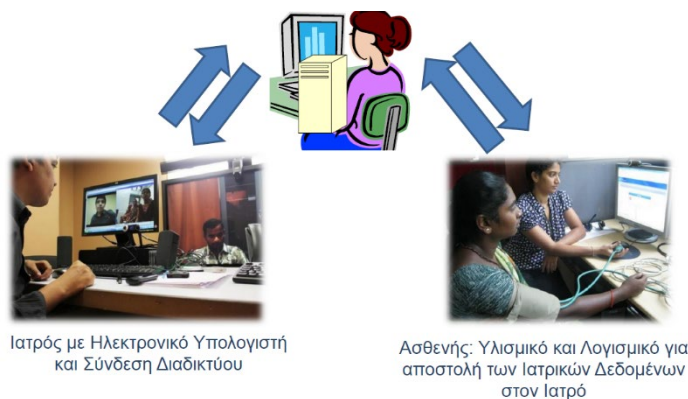 Ιατρός με Ηλεκτρονικό Υπολογιστή
και Σύνδεση Διαδικτύου
Ασθενής: Υλισμικό και Λογισμικό για
αποστολή των Ιατρικών Δεδομένων
στον Ιατρό